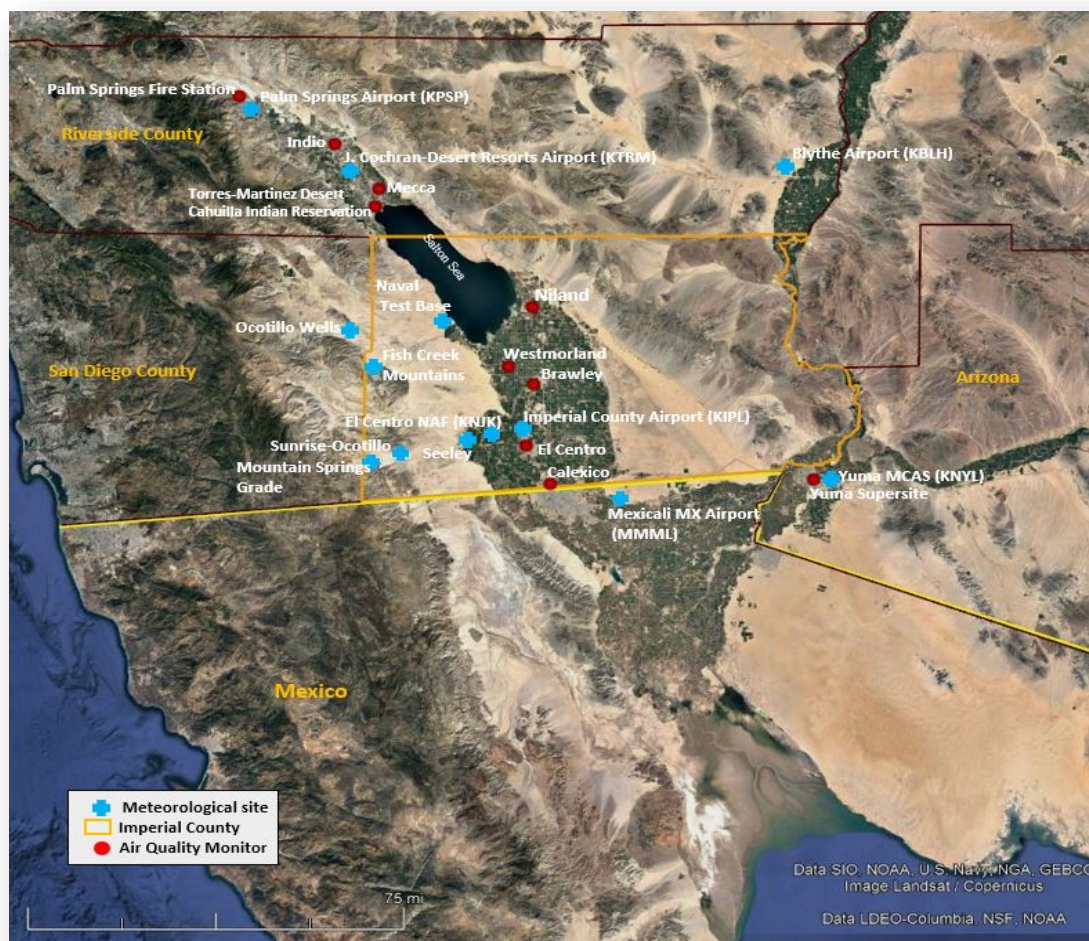 Palm Springs Fire Station
Palm Springs Airport (KPSP)
Riverside County
Indio
J. Cochran-Desert Resorts Airport (KTRM)
Blythe Airport (KBLH)
Mecca
Torres-Martinez Desert
Cahuilla Indian Reservation
Salton Sea
Naval
Test Base
Niland
Ocotillo Wells
Fish Creek
Mountains
Westmorland
San Diego County
Brawley
Arizona
El Centro NAF (KNJK)
Imperial County Airport (KIPL)
Sunrise-Ocotillo
Seeley
El Centro
Mountain Springs
Grade
Calexico
Yuma MCAS (KNYL)
Yuma Supersite
Mexicali MX Airport
(MMML)
Mexico
Meteorological site
Imperial County
Air Quality Monitor
75 mi
Data SIO, NOAA, U.S. Navy, NGA, GEBCO
Image Landsat / Copernicus
Data LDEO-Columbia, NSF, NOAA